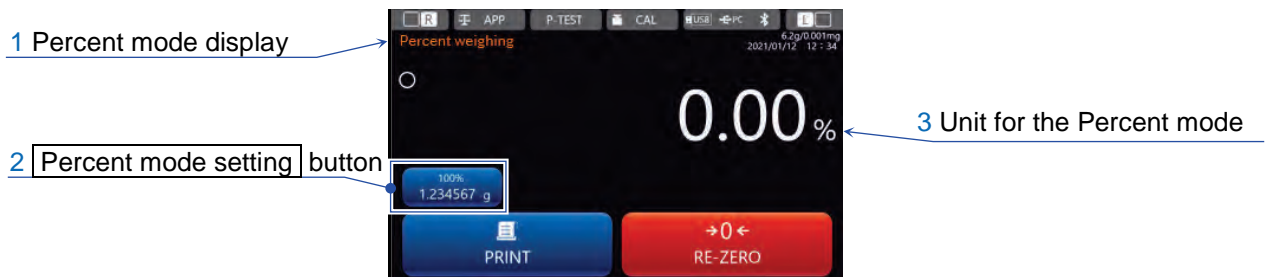 R APP P-TEST CAL USB PC E
1 Percent mode display
Percent weighing
6.2g/0.001mg
2021/01/12 12:34
0.00 %
3 Unit for the Percent mode
2 Percent mode setting button
100%
1.234567 g
PRINT
→0←
RE-ZERO